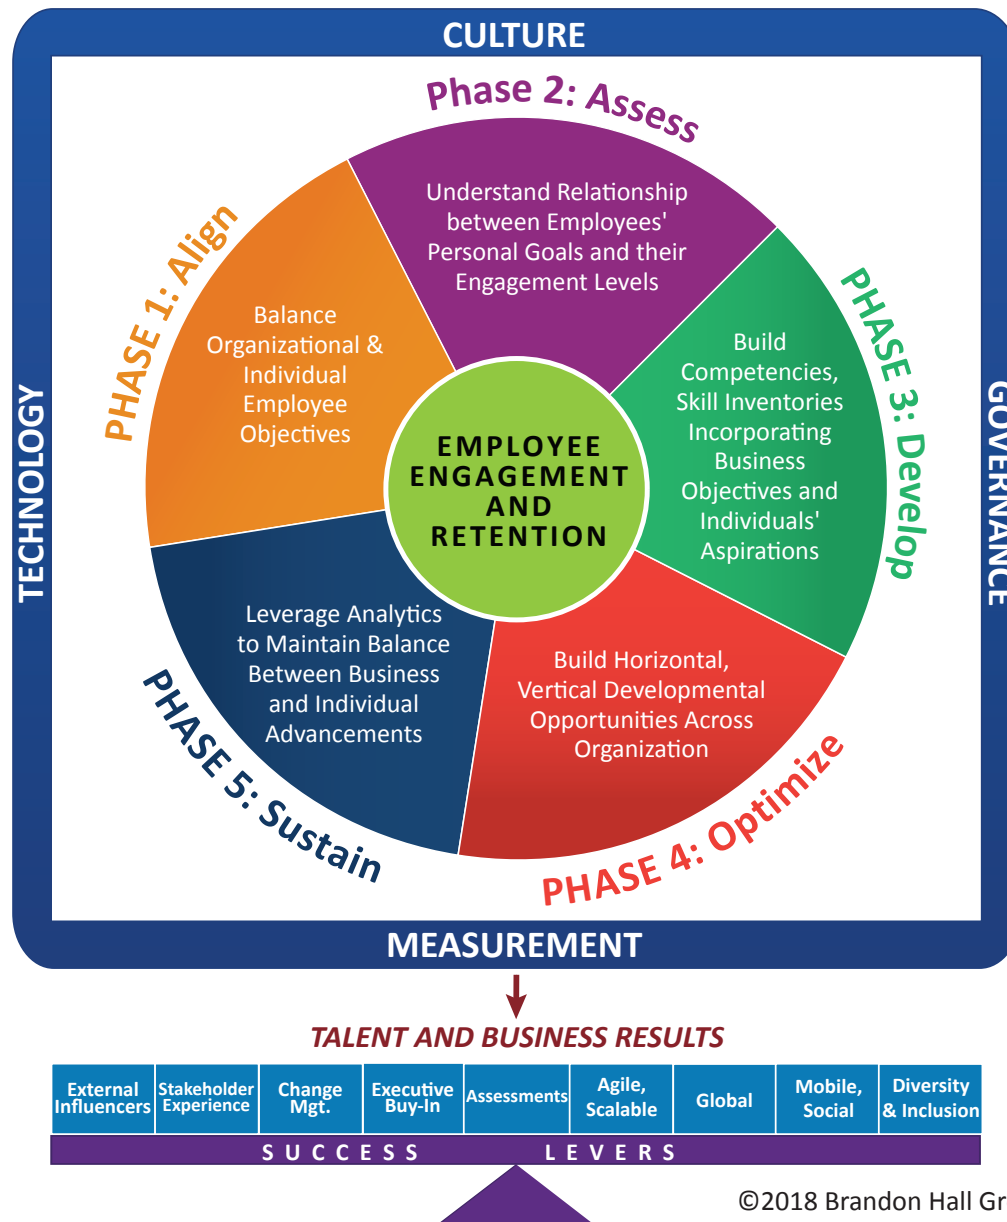 CULTURE
TECHNOLOGY
GOVERNANCE
MEASUREMENT
PHASE 1: Align
Balance
Organizational &
Individual
Employee
Objectives
Phase 2: Assess
Understand Relationship
between Employees'
Personal Goals and their
Engagement Levels
PHASE 3: Develop
Build
Competencies,
Skill Inventories
Incorporating
Business
Objectives and
Individuals'
Aspirations
PHASE 4: Optimize
Build Horizontal,
Vertical Developmental
Opportunities Across
Organization
PHASE 5: Sustain
Leverage Analytics
to Maintain Balance
Between Business
and Individual
Advancements
EMPLOYEE
ENGAGEMENT
AND
RETENTION
TALENT AND BUSINESS RESULTS
External
Influencers
Stakeholder
Experience
Change
Mgt.
Executive
Buy-In
Assessments
Agile,
Scalable
Global
Mobile,
Social
Diversity
& Inclusion
SUCCESS LEVERS
©2018 Brandon Hall Gr